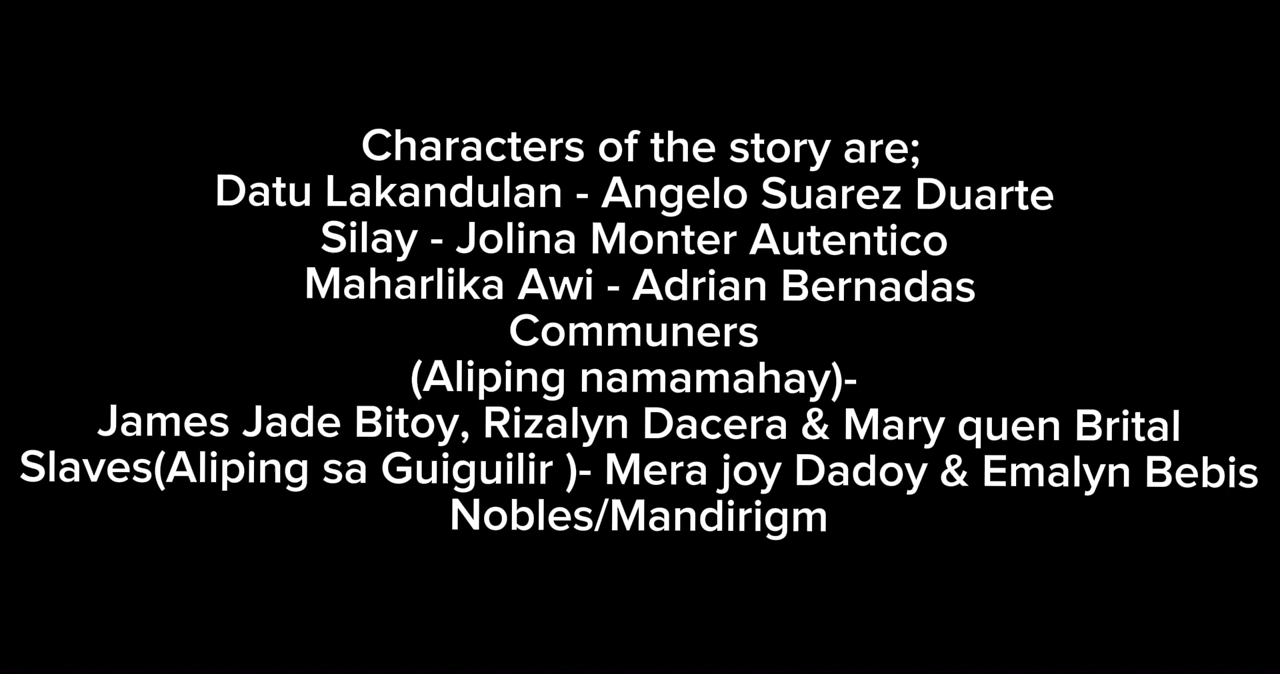 Characters of the story are;
Datu Lakandulan - Angelo Suarez Duarte
Silay - Jolina Monter Autentico
Maharlika Awi - Adrian Bernadas
Communers
(Aliping namamahay)-
James Jade Bitoy, Rizalyn Dacera & Mary quen Brital
Slaves(Aliping sa Guiguilir )- Mera joy Dadoy & Emalyn Bebis
Nobles/Mandirigm